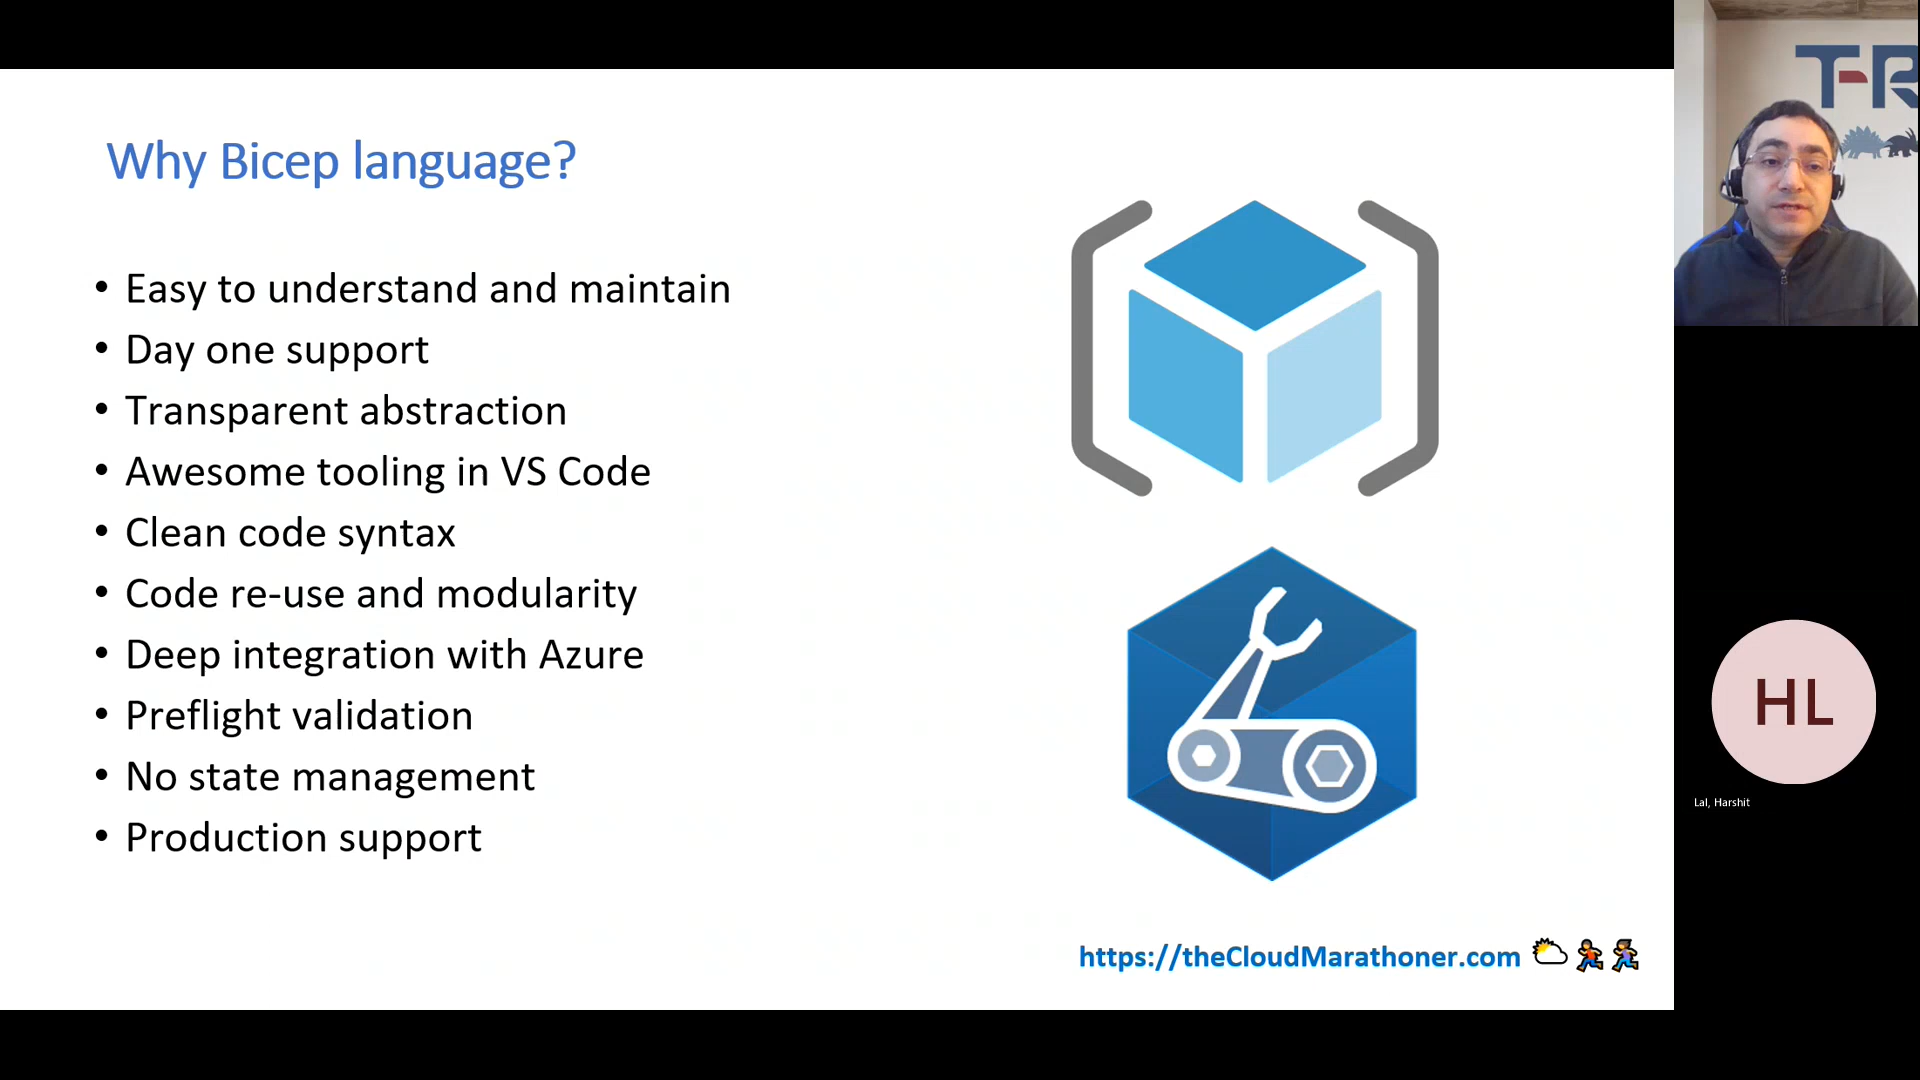 Why Bicep language?
• Easy to understand and maintain
• Day one support
• Transparent abstraction
• Awesome tooling in VS Code
• Clean code syntax
• Code re-use and modularity
• Deep integration with Azure
• Preflight validation
• No state management
• Production support
https://theCloudMarathoner.com
T-R
HL
Lal, Harshit